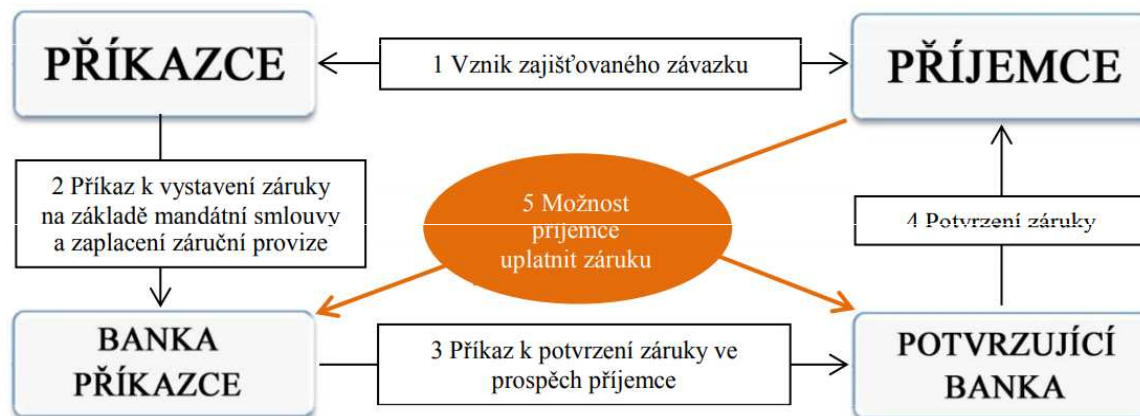 PŘÍKAZCE
1 Vznik zajišťovaného závazku
PŘÍJEMCE
2 Příkaz k vystavení záruky
na základě mandátní smlouvy
a zaplacení záruční provize
5 Možnost
příjemce
uplatnit záruku
4 Potvrzení záruky
BANKA
PŘÍKAZCE
3 Příkaz k potvrzení záruky ve
prospěch příjemce
POTVRZUJÍCÍ
BANKA